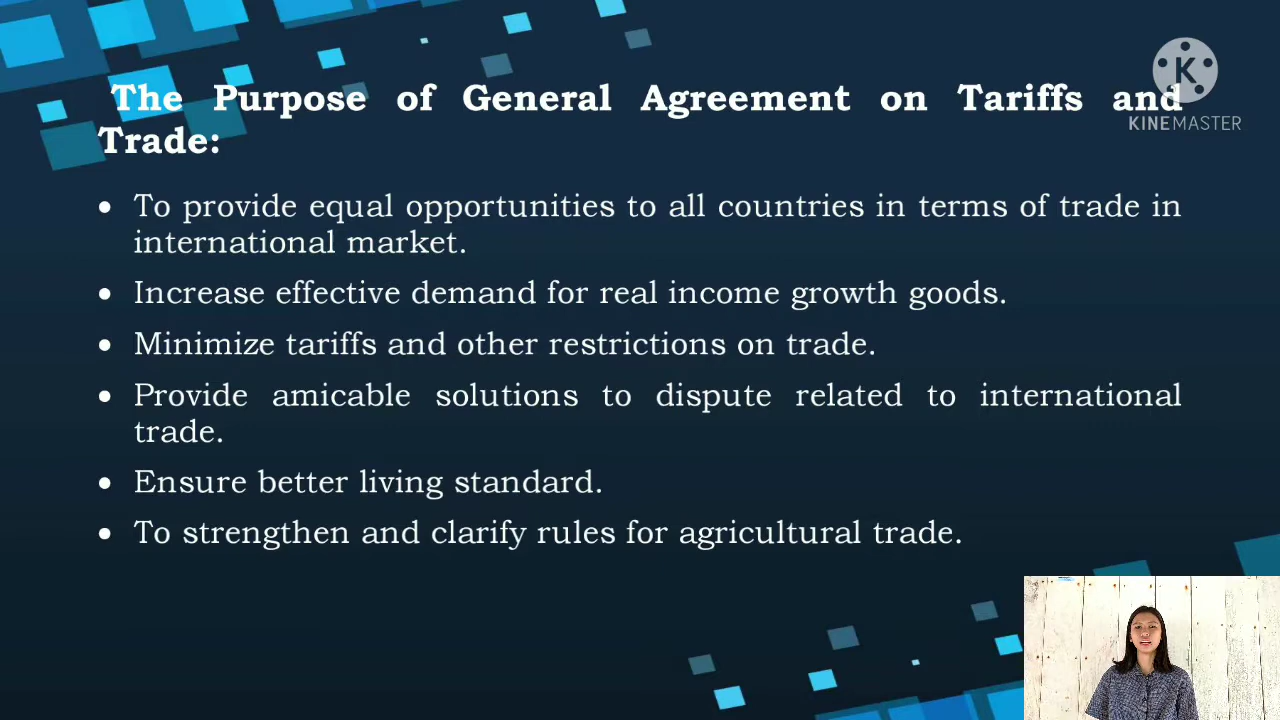 The Purpose of General Agreement on Tariffs and
Trade:
K
KINEMASTER
• To provide equal opportunities to all countries in terms of trade in
international market.
• Increase effective demand for real income growth goods.
• Minimize tariffs and other restrictions on trade.
• Provide amicable solutions to dispute related to international
trade.
• Ensure better living standard.
• To strengthen and clarify rules for agricultural trade.